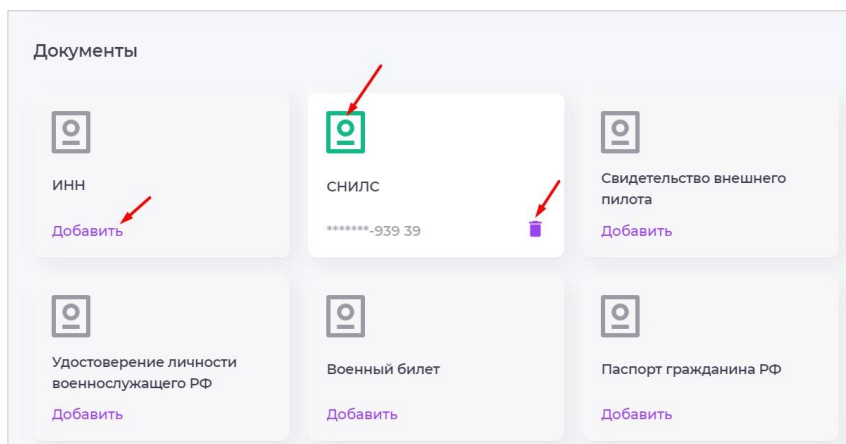 Документы
ИНН
Добавить
СНИЛС
*******-939 39
Свидетельство внешнего
пилота
Добавить
Удостоверение личности
военнослужащего РФ
Добавить
Военный билет
Добавить
Паспорт гражданина РФ
Добавить